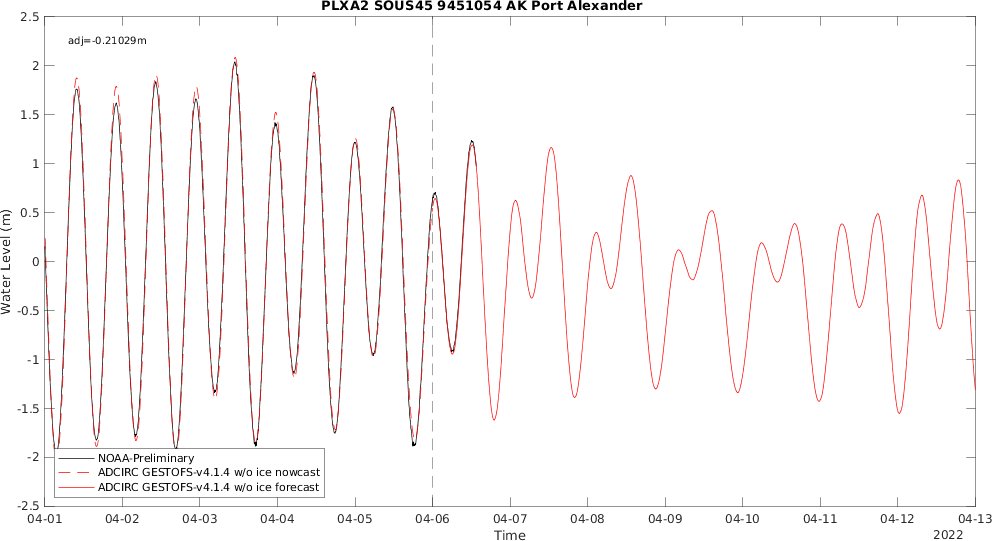 PLXA2 SOUS45 9451054 AK Port Alexander
adj=-0.21029m
2.5
2
1.5
1
0.5
0
-0.5
-1
-1.5
-2
-2.5
Water Level (m)
NOAA-Preliminary
ADCIRC GESTOFS-v4.1.4 w/o ice nowcast
ADCIRC GESTOFS-v4.1.4 w/o ice forecast
04-01 04-02 04-03 04-04 04-05 04-06 04-07 04-08 04-09 04-10 04-11 04-12 04-13
Time
2022